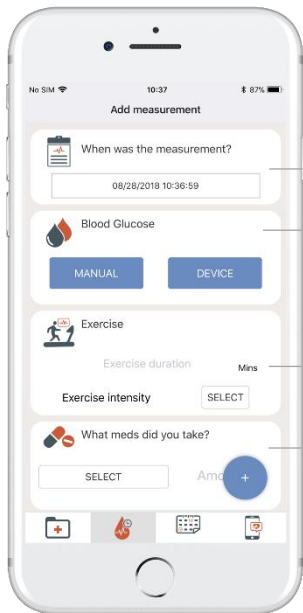 No SIM 10:37 87%
Add measurement
When was the measurement?
08/28/2018 10:36:59
Blood Glucose
MANUAL DEVICE
Exercise
Exercise duration Mins
Exercise intensity SELECT
What meds did you take?
SELECT Amo +